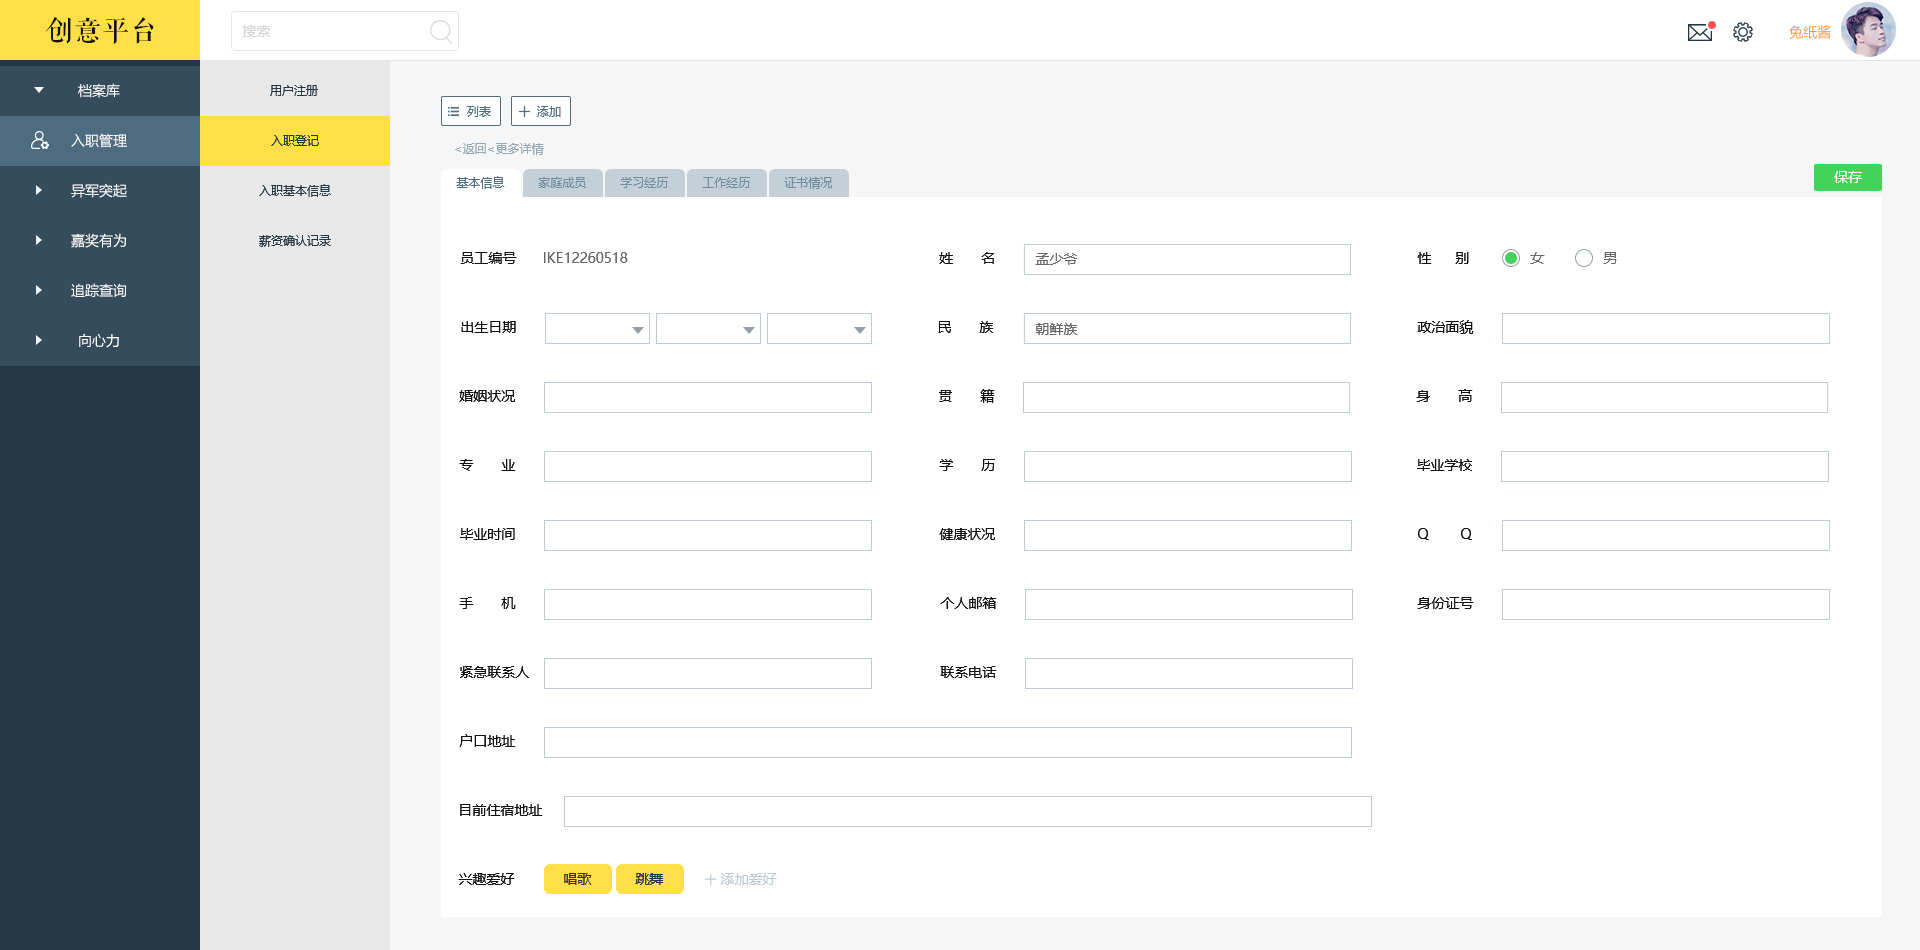 创意平台
搜索
兔纸酱
档案库
入职管理
异军突起
嘉奖有为
追踪查询
向心力
用户注册
入职登记
入职基本信息
薪资确认记录
列表 添加
<返回<更多详情
基本信息 家庭成员 学习经历 工作经历 证书情况
保存
员工编号 IKE12260518 姓 名 孟少爷 性 别 女 男
出生日期 民 族 朝鲜族 政治面貌
婚姻状况 贯 籍 身 高
专 业 学 历 毕业学校
毕业时间 健康状况 Q Q
手 机 个人邮箱 身份证号
紧急联系人 联系电话
户口地址
目前住宿地址
兴趣爱好 唱歌 跳舞 +添加爱好